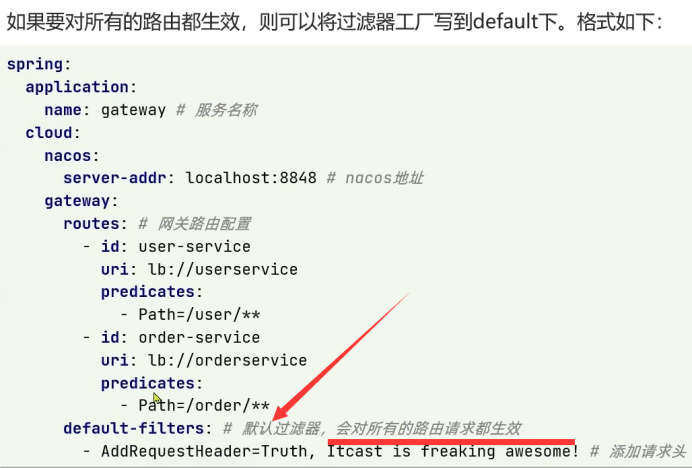 如果要对所有的路由都生效，则可以将过滤器工厂写到default下。格式如下：
spring:
  application:
    name: gateway # 服务名称
  cloud:
    nacos:
      server-addr: localhost:8848 # nacos地址
    gateway:
      routes: # 网关路由配置
        - id: user-service
          uri: lb://userservice
          predicates:
            - Path=/user/**
        - id: order-service
          uri: lb://orderservice
          predicates:
            - Path=/order/**
      default-filters: # 默认过滤器，会对所有的路由请求都生效
        - AddRequestHeader=Truth, Itcast is freaking awesome! # 添加请求头